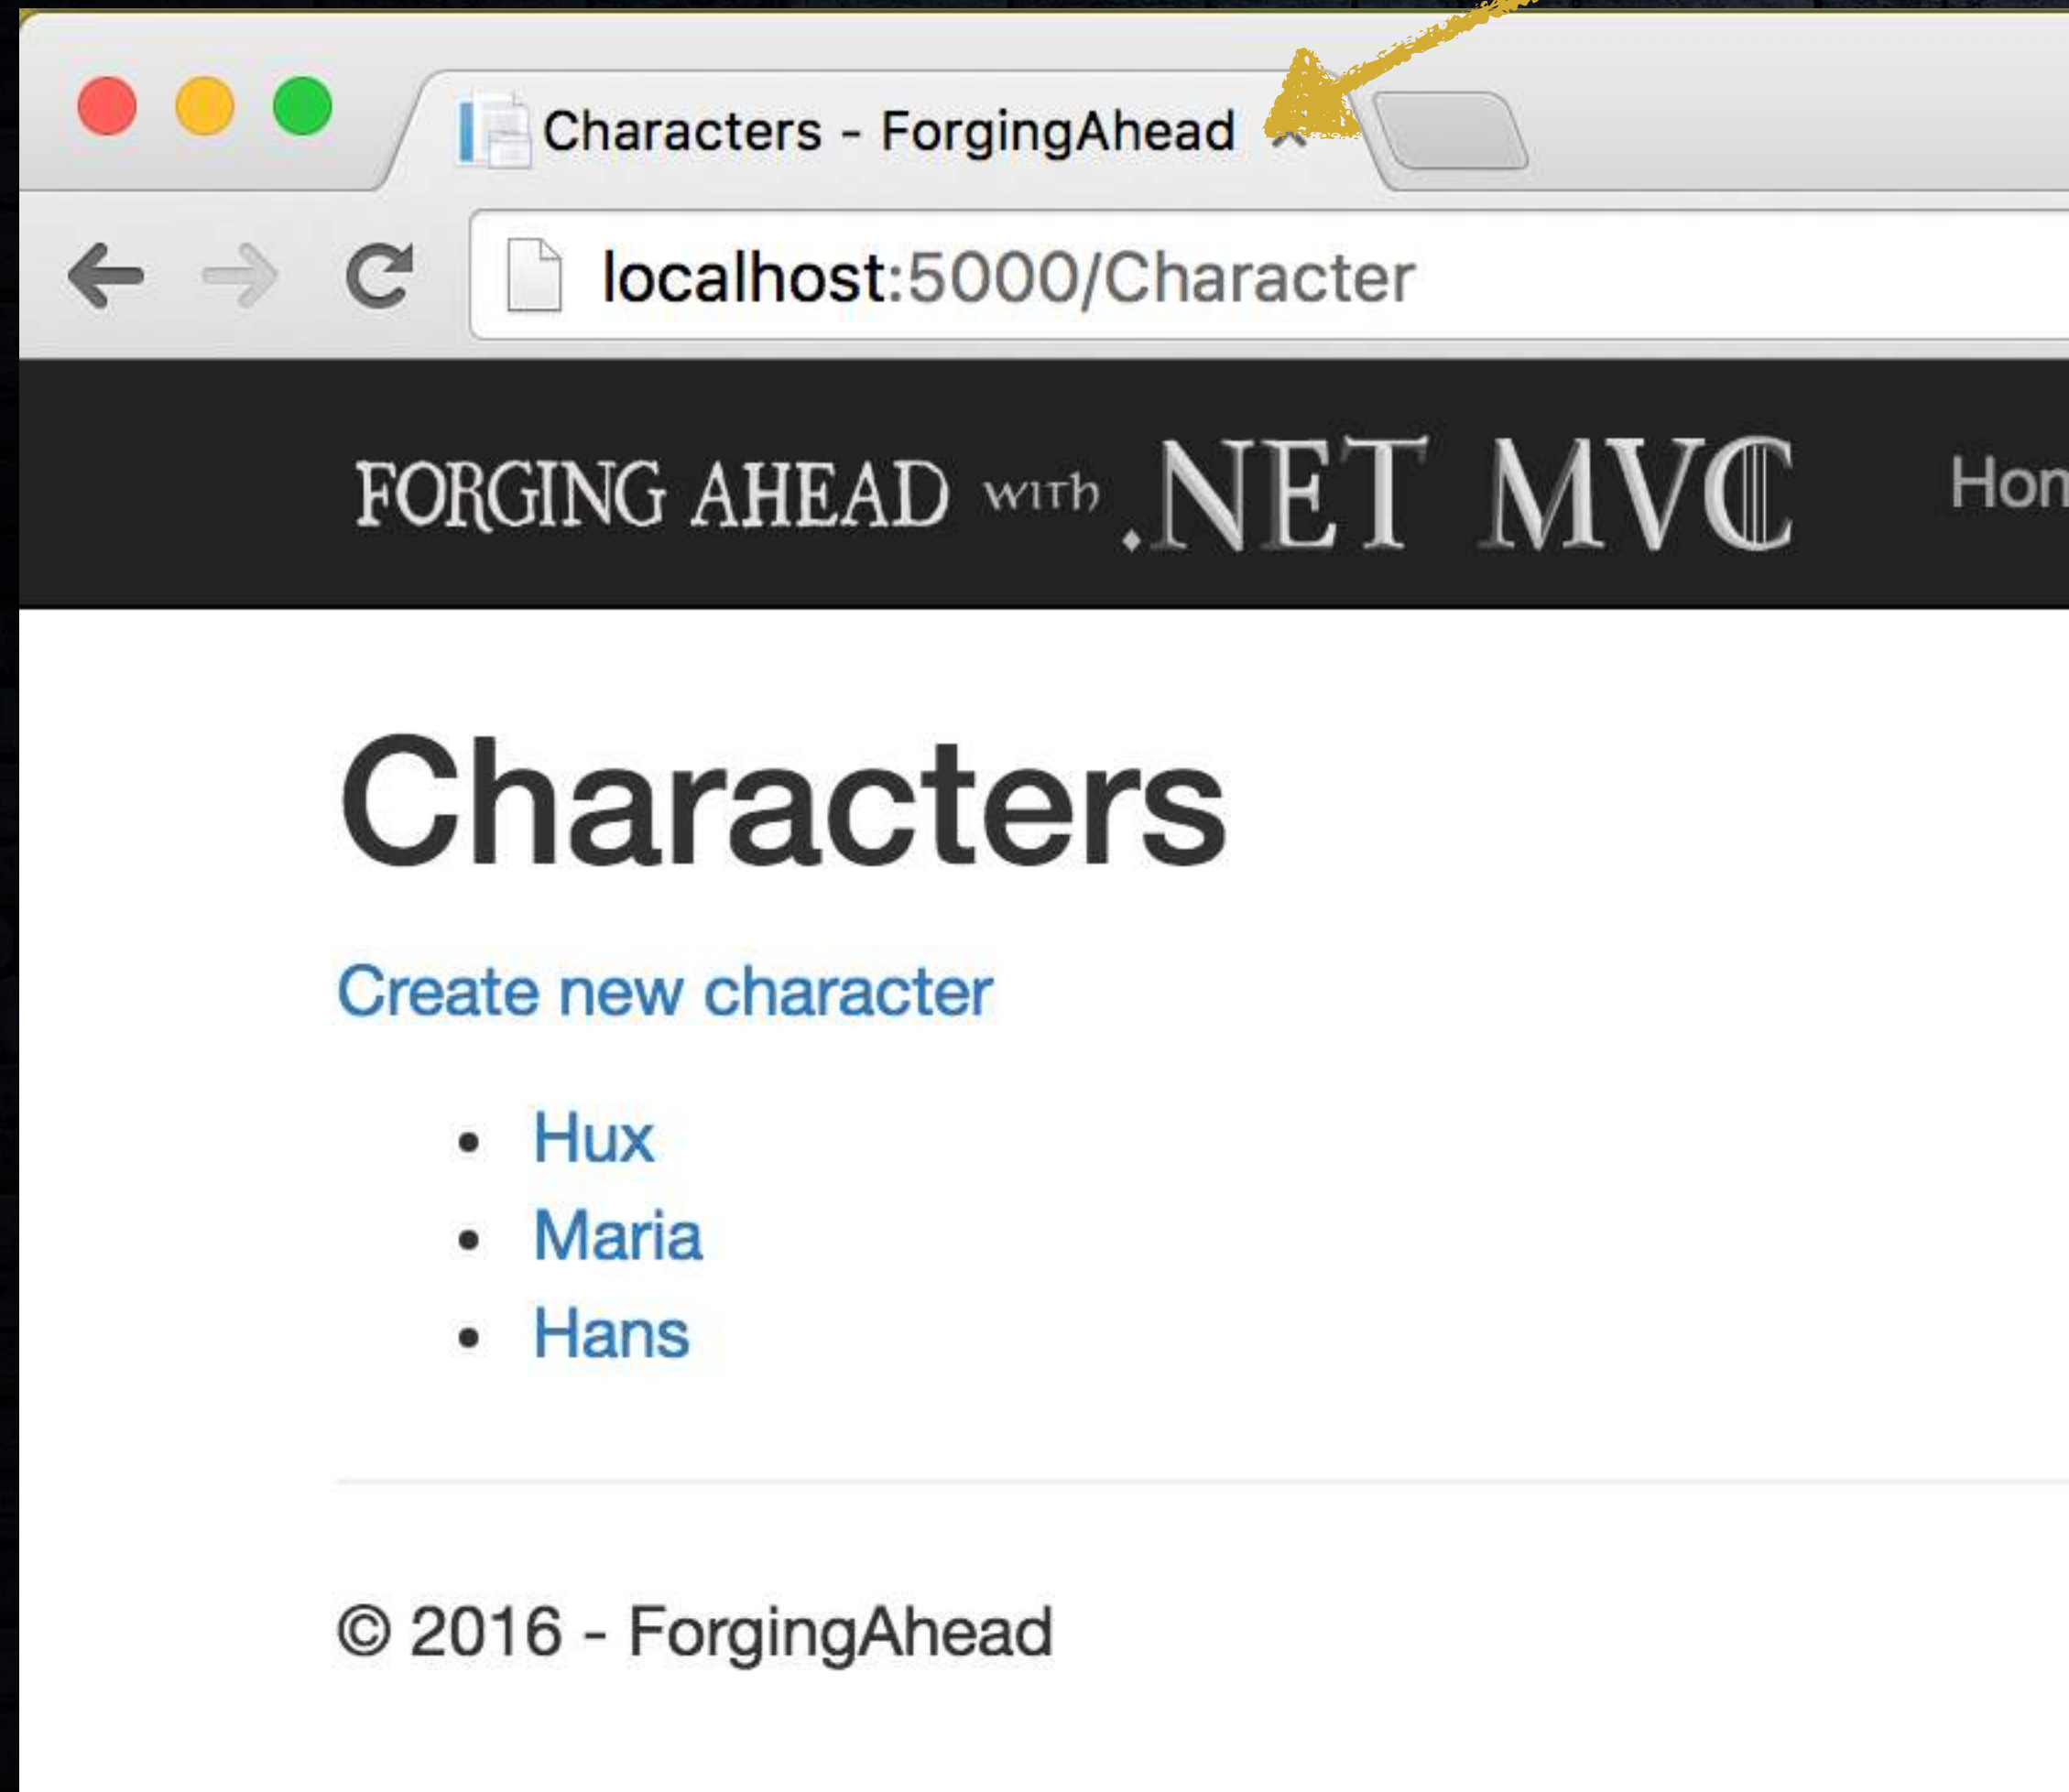 Characters - ForgingAhead
localhost:5000/Character
FORGING AHEAD with .NET MVC
Characters
Create new character
• Hux
• Maria
• Hans
© 2016 - ForgingAhead